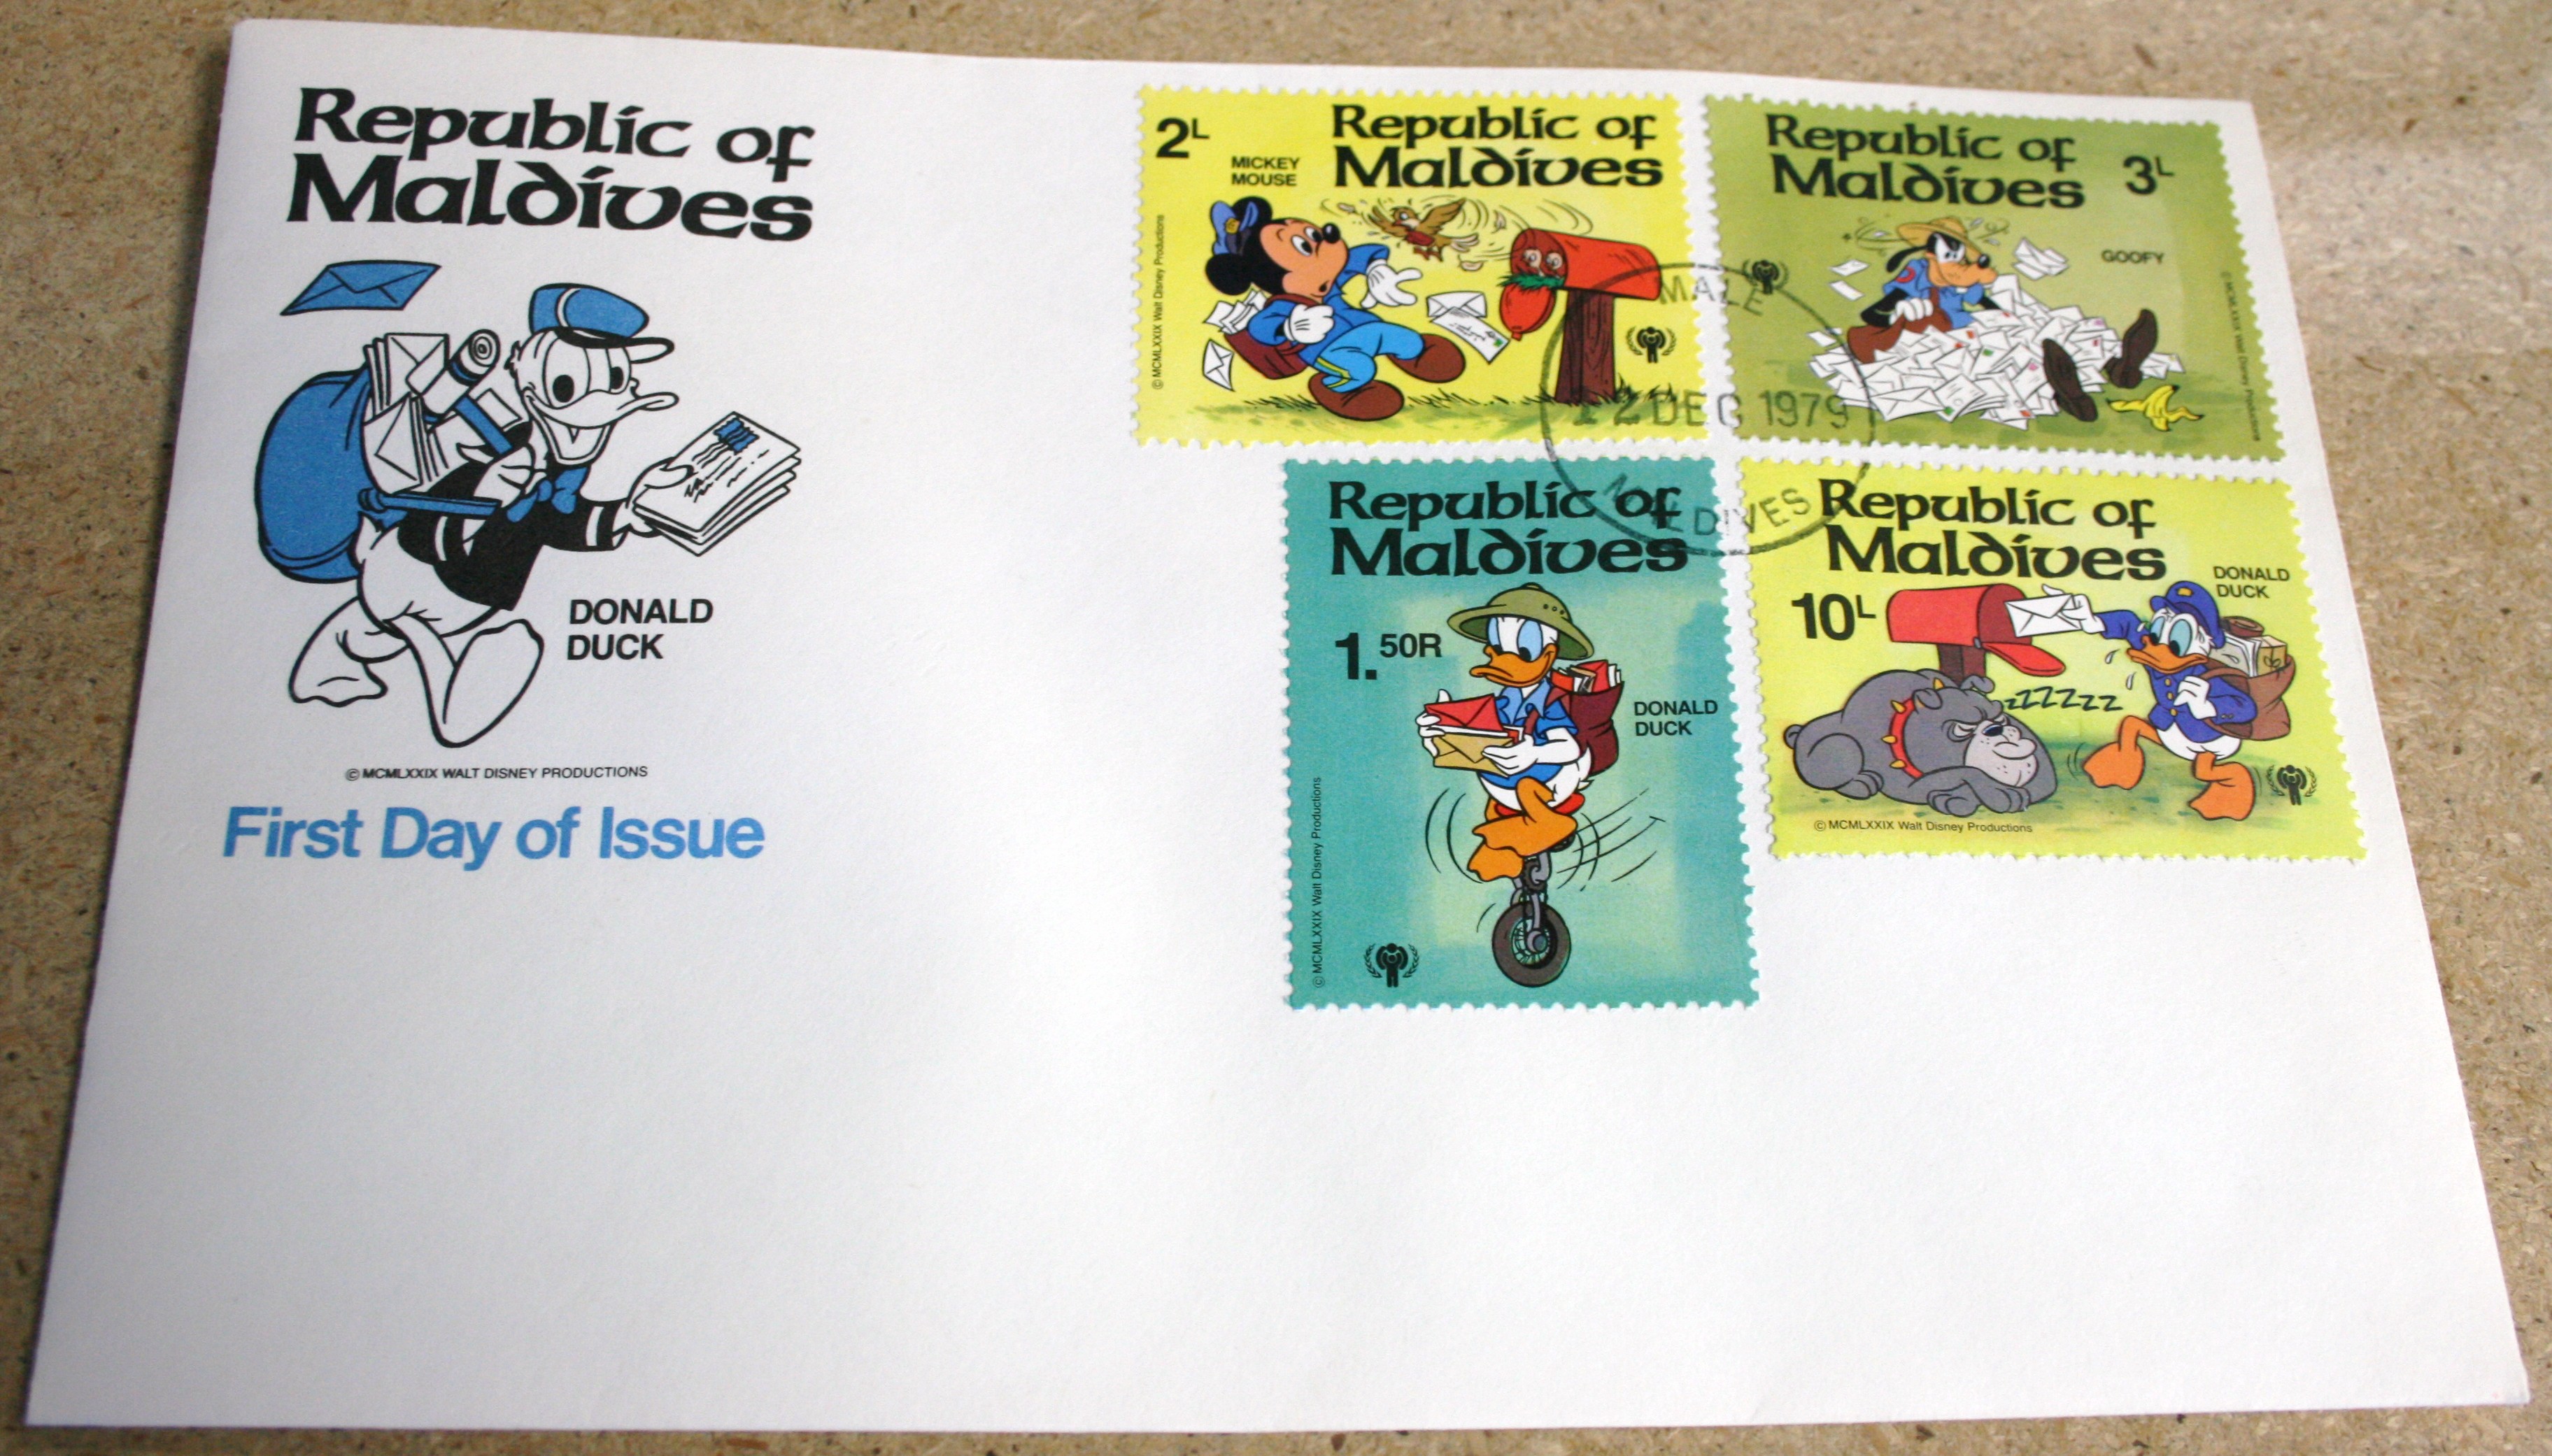 Republic of
Maldives
DONALD
DUCK
© MCMLXXIX WALT DISNEY PRODUCTIONS
First Day of Issue
2L
MICKEY
MOUSE
Republic of
Maldives
© MCMLXXIX Walt Disney Productions
Republic of
Maldives
3L
GOOFY
© MCMLXXIX Walt Disney Productions
MALE
12 DEC 1979
MALDIVES
Republic of
Maldives
1.50R
DONALD
DUCK
© MCMLXXIX Walt Disney Productions
Republic of
Maldives
10L
DONALD
DUCK
zZZZZZ
© MCMLXXIX Walt Disney Productions